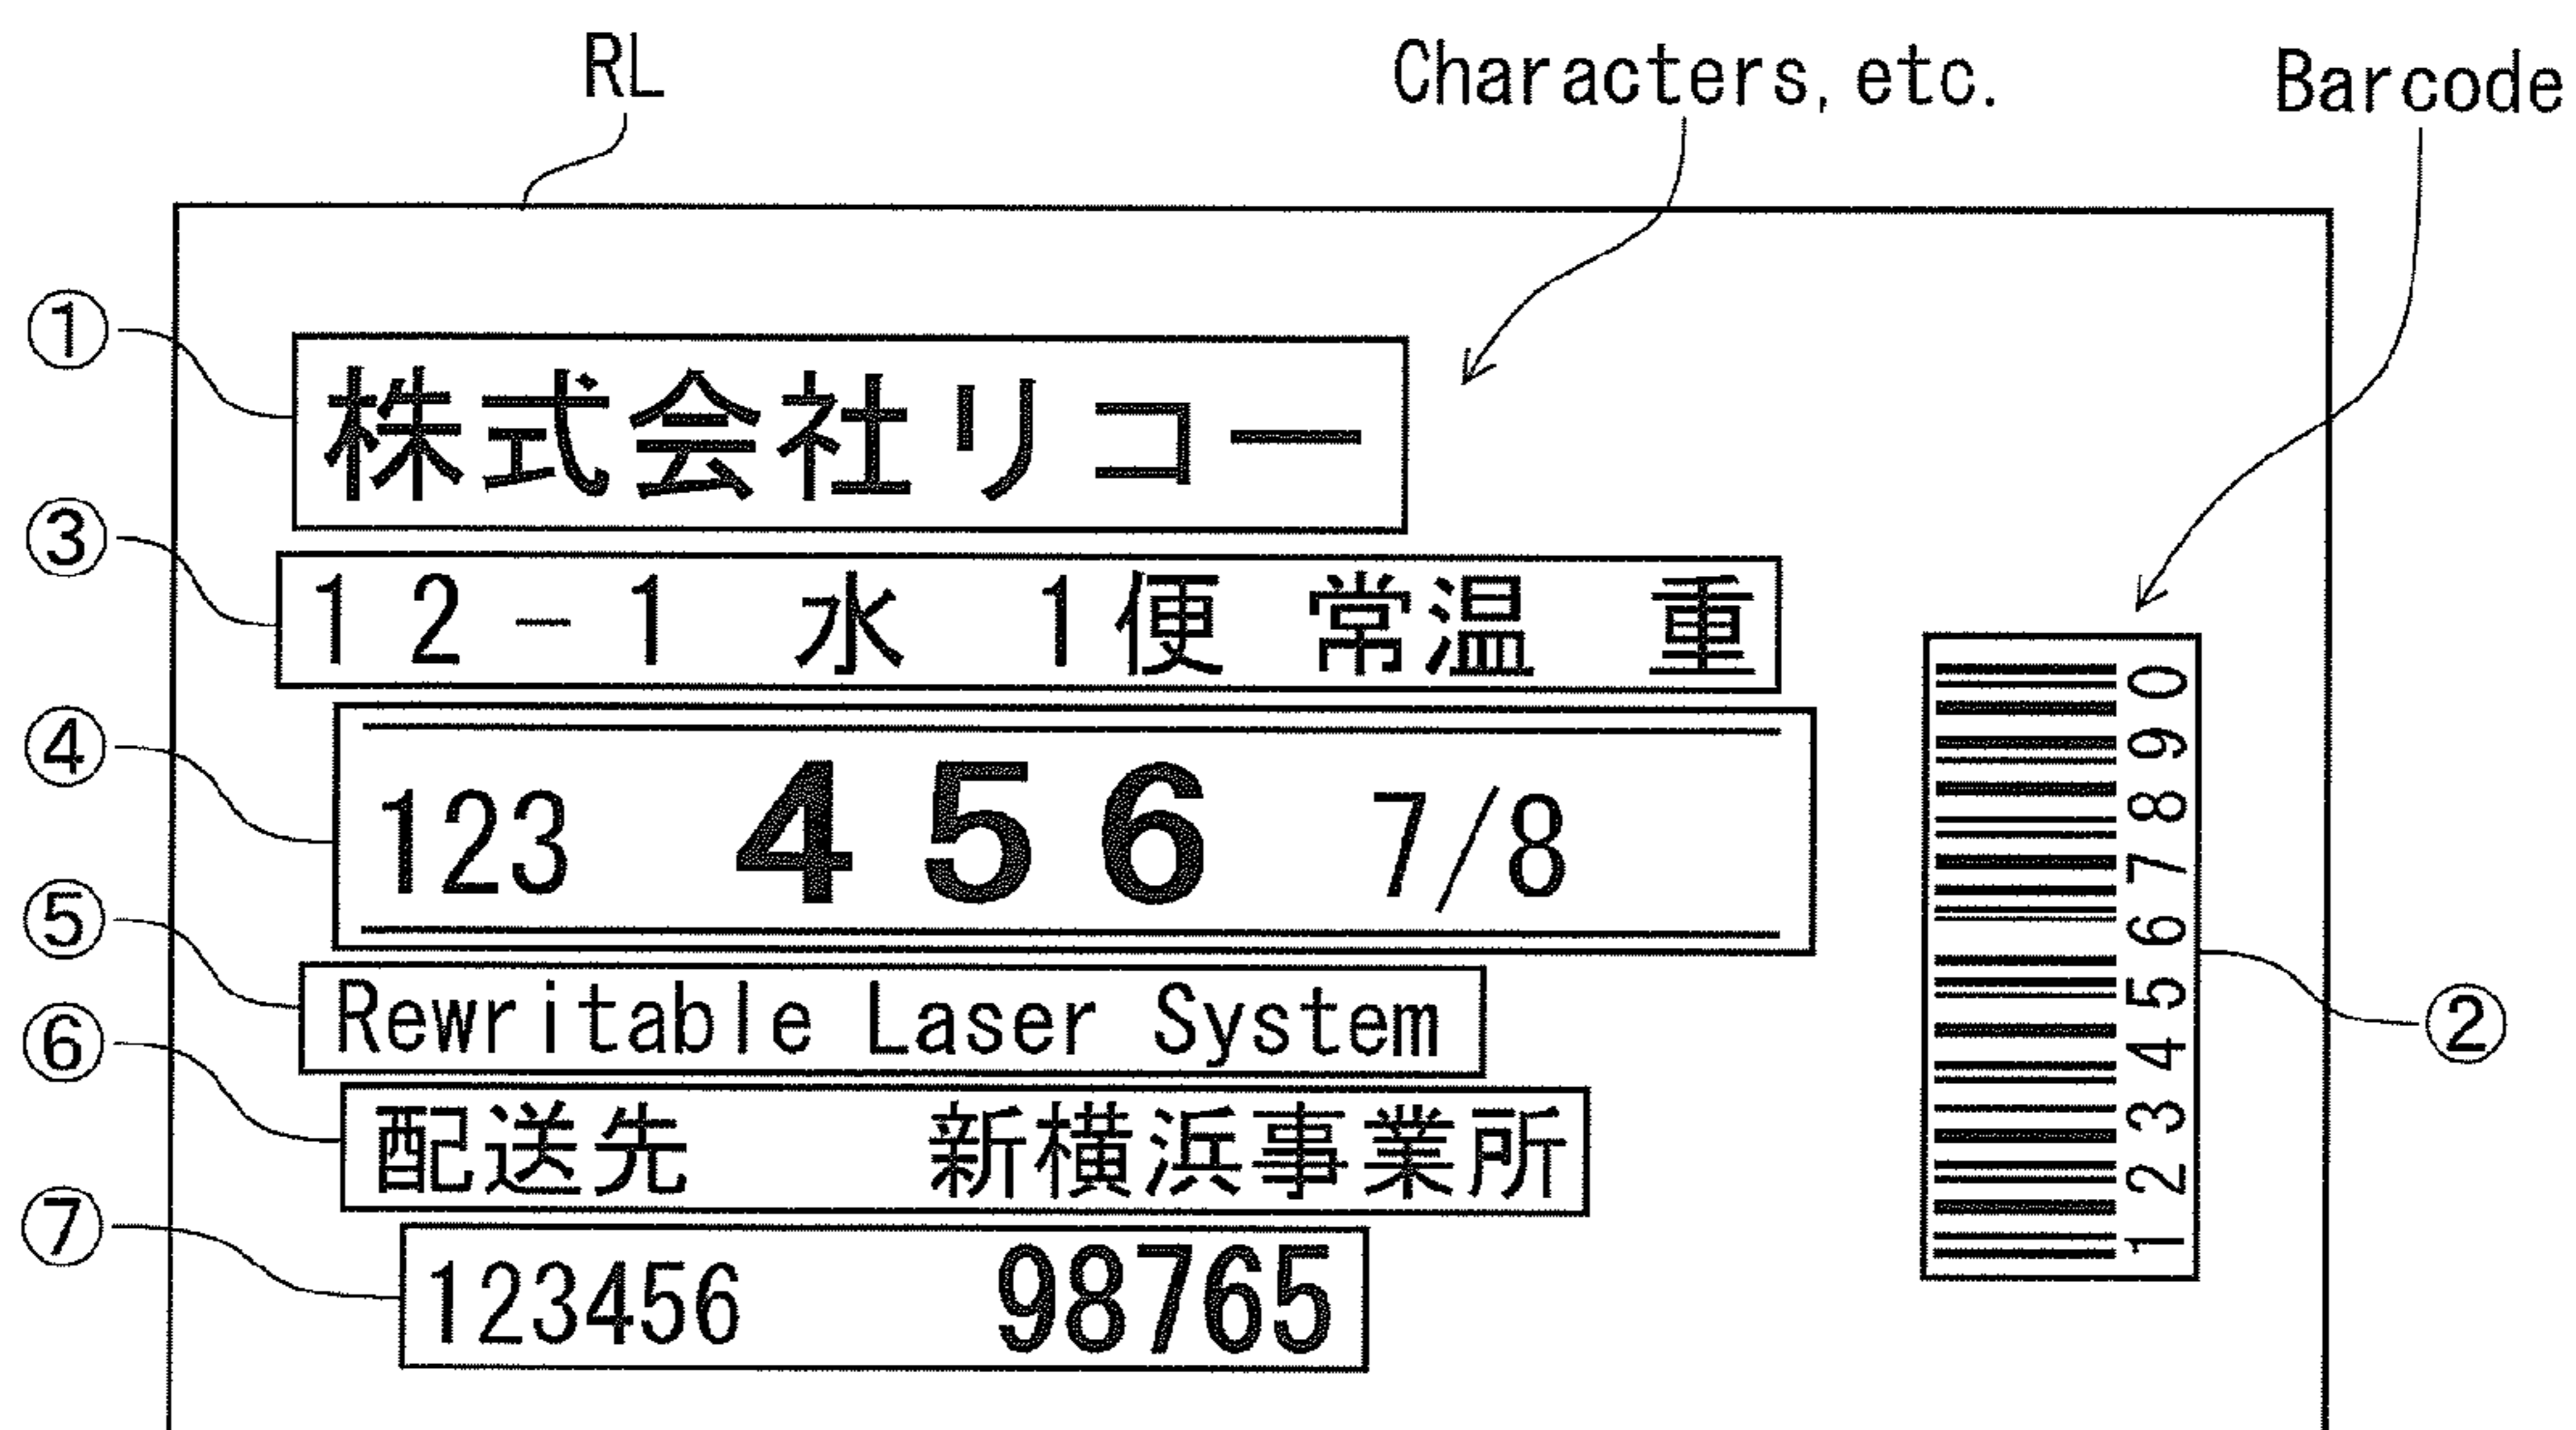 RL
Characters, etc.
Barcode
① 株式会社リコー
③ 12-1 水 1便 常温 重
④ 123 456 7/8
⑤ Rewritable Laser System
⑥ 配送先 新横浜事業所
⑦ 123456 98765
1234567890
②